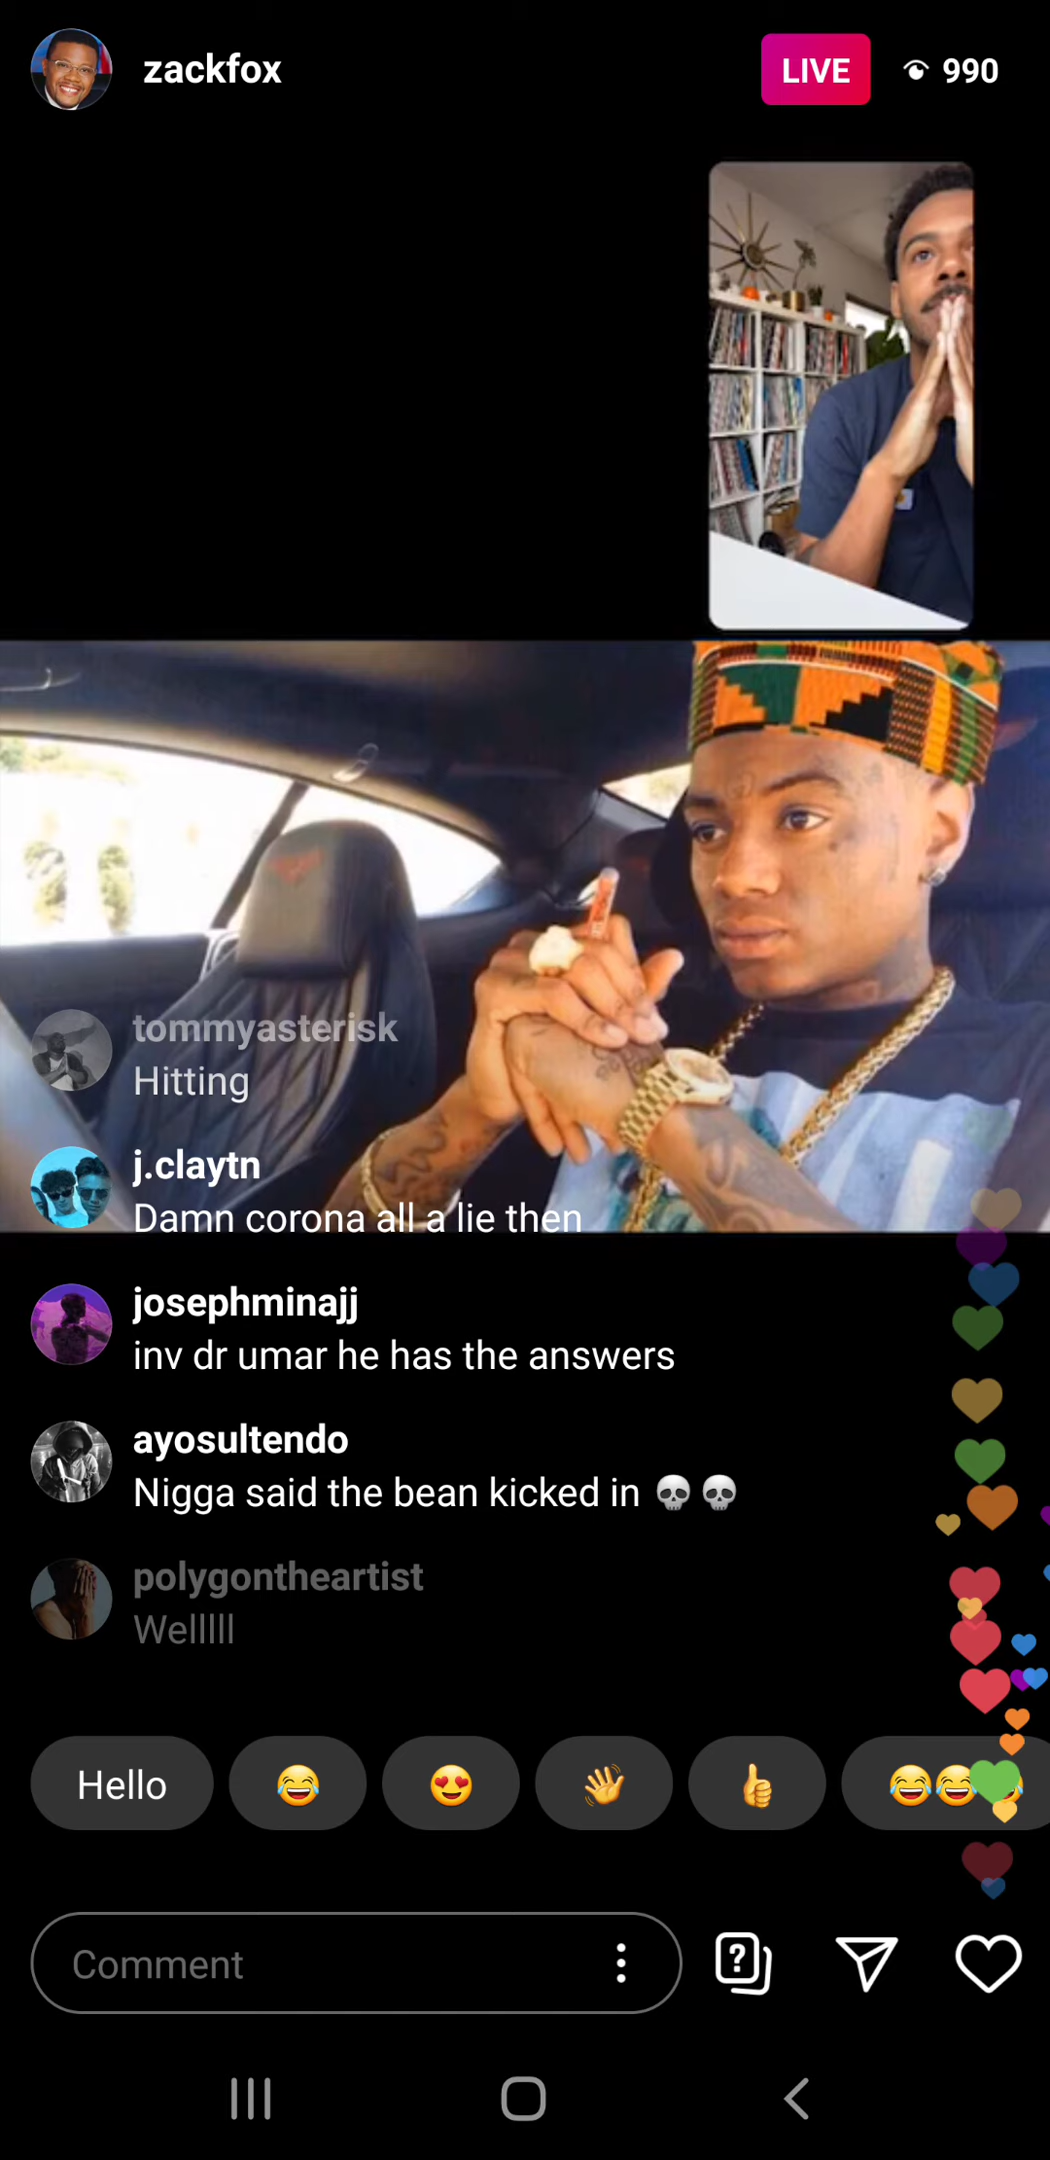 zackfox
LIVE
990
tommyasterisk
Hitting
j.claytn
Damn corona all a lie then
josephminajj
inv dr umar he has the answers
ayosultendo
Nigga said the bean kicked in 💀💀
polygontheartist
Welllll
Hello 😂 😍 👋 👍 😂😂😂
Comment